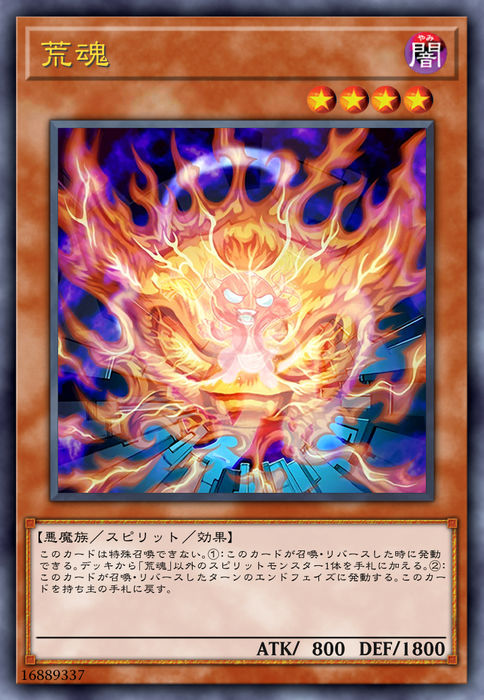 荒魂
やみ
闇
【悪魔族／スピリット／効果】
このカードは特殊召喚できない。①：このカードが召喚・リバースした時に発動
できる。デッキから「荒魂」以外のスピリットモンスター1体を手札に加える。②：
このカードが召喚・リバースしたターンのエンドフェイズに発動する。このカー
ドを持ち主の手札に戻す。
ATK/ 800 DEF/1800
16889337